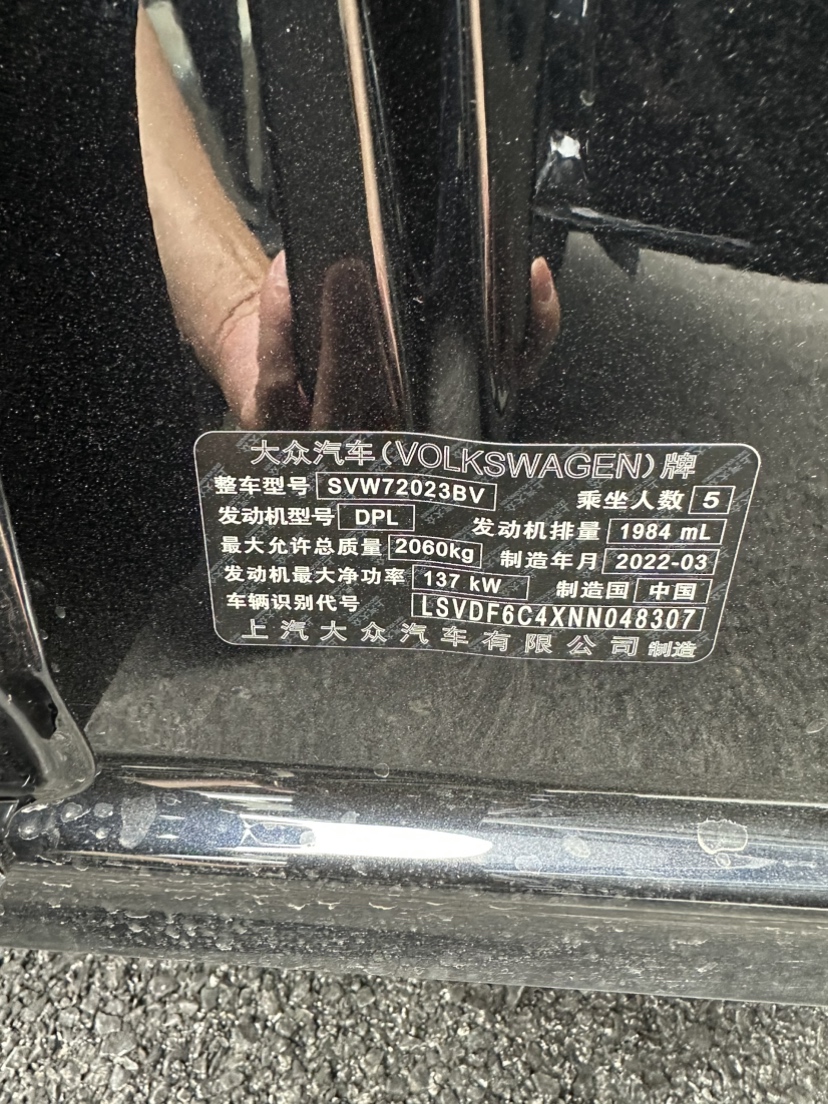 大众汽车(VOLKSWAGEN)牌
整车型号 SVW72023BV 乘坐人数 5
发动机型号 DPL 发动机排量 1984 mL
最大允许总质量 2060kg 制造年月 2022-03
发动机最大净功率 137 kW 制造国 中国
车辆识别代号 LSVDF6C4XNN048307
上汽大众汽车有限公司 制造